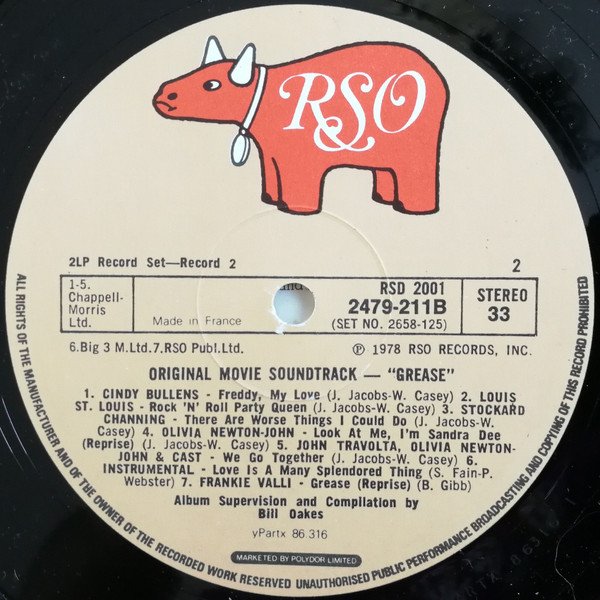 RSO
2LP Record Set—Record 2
2
1-5.
Chappell-
Morris
Ltd.
Made in France
RSD 2001
2479-211B
(SET NO. 2658-125)
STEREO
33
6.Big 3 M.Ltd.7.RSO Publ.Ltd.
℗ 1978 RSO RECORDS, INC.
ORIGINAL MOVIE SOUNDTRACK — "GREASE"
1. CINDY BULLENS - Freddy, My Love (J. Jacobs-W. Casey) 2. LOUIS
ST. LOUIS - Rock 'N' Roll Party Queen (J. Jacobs-W. Casey) 3. STOCKARD
CHANNING - There Are Worse Things I Could Do (J. Jacobs-W.
Casey) 4. OLIVIA NEWTON-JOHN - Look At Me, I'm Sandra Dee
(Reprise) (J. Jacobs-W. Casey) 5. JOHN TRAVOLTA, OLIVIA NEWTON-
JOHN & CAST - We Go Together (J. Jacobs-W. Casey) 6.
INSTRUMENTAL - Love Is A Many Splendored Thing (S. Fain-P.
Webster) 7. FRANKIE VALLI - Grease (Reprise) (B. Gibb)
Album Supervision and Compilation by
Bill Oakes
yPartx 86.316
MARKETED BY POLYDOR LIMITED
ALL RIGHTS OF THE MANUFACTURER AND OF THE OWNER OF THE RECORDED WORK RESERVED UNAUTHORISED PUBLIC PERFORMANCE BROADCASTING AND COPYING OF THIS RECORD PROHIBITED